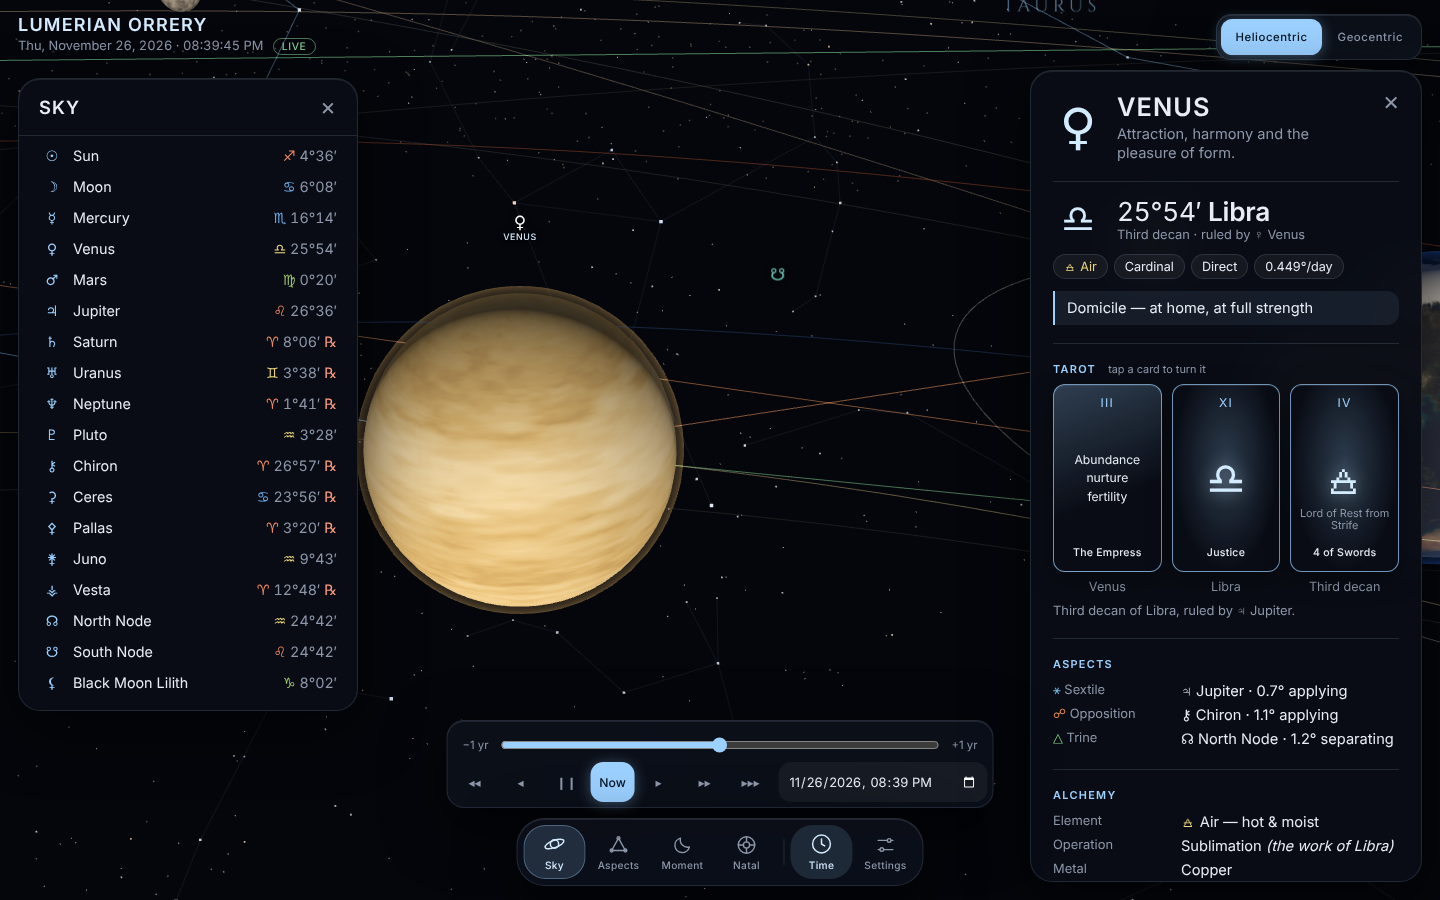 TAURUS
LUMERIAN ORRERY
Thu, November 26, 2026 · 08:39:45 PM LIVE
Heliocentric Geocentric
SKY ✕
☉ Sun ♐ 4°36′
☽ Moon ♋ 6°08′
☿ Mercury ♏ 16°14′
♀ Venus ♎ 25°54′
♂ Mars ♍ 0°20′
♃ Jupiter ♌ 26°36′
♄ Saturn ♈ 8°06′ ℞
♅ Uranus ♊ 3°38′ ℞
♆ Neptune ♈ 1°41′ ℞
♇ Pluto ♒ 3°28′
⚷ Chiron ♈ 26°57′ ℞
⚳ Ceres ♋ 23°56′ ℞
⚴ Pallas ♈ 3°20′ ℞
⚵ Juno ♒ 9°43′
⚶ Vesta ♈ 12°48′ ℞
☊ North Node ♒ 24°42′
☋ South Node ♌ 24°42′
⚸ Black Moon Lilith ♑ 8°02′
♀
VENUS
☋
−1 yr +1 yr
◂◂ ◂ ❙❙ Now ▸ ▸▸ ▸▸▸ 11/26/2026, 08:39 PM
Sky Aspects Moment Natal Time Settings
♀ VENUS ✕
Attraction, harmony and the
pleasure of form.
♎ 25°54′ Libra
Third decan · ruled by ♀ Venus
🜁 Air Cardinal Direct 0.449°/day
Domicile — at home, at full strength
TAROT tap a card to turn it
III XI IV
Abundance
nurture
fertility
♎ 🜁
Lord of Rest from
Strife
The Empress Justice 4 of Swords
Venus Libra Third decan
Third decan of Libra, ruled by ♃ Jupiter.
ASPECTS
⚹ Sextile ♃ Jupiter · 0.7° applying
☍ Opposition ⚷ Chiron · 1.1° applying
△ Trine ☊ North Node · 1.2° separating
ALCHEMY
Element 🜁 Air — hot & moist
Operation Sublimation (the work of Libra)
Metal Copper